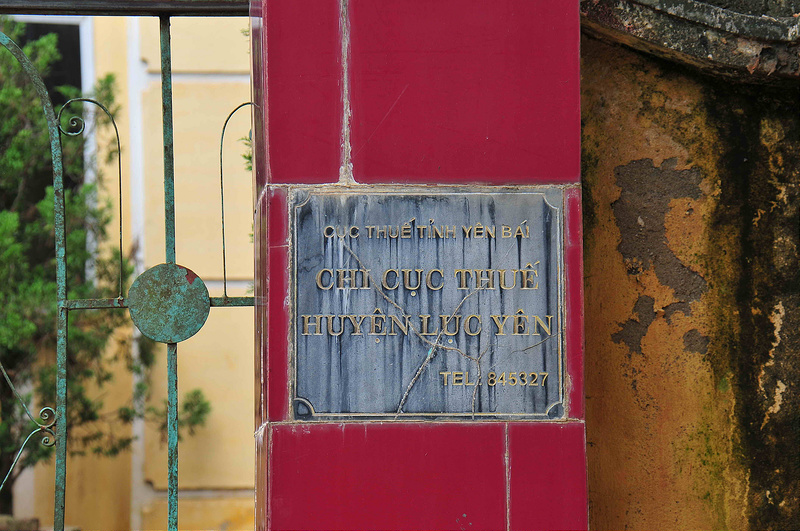 CỤC THUẾ TỈNH YÊN BÁI
CHI CỤC THUẾ
HUYỆN LỤC YÊN
TEL: 845327